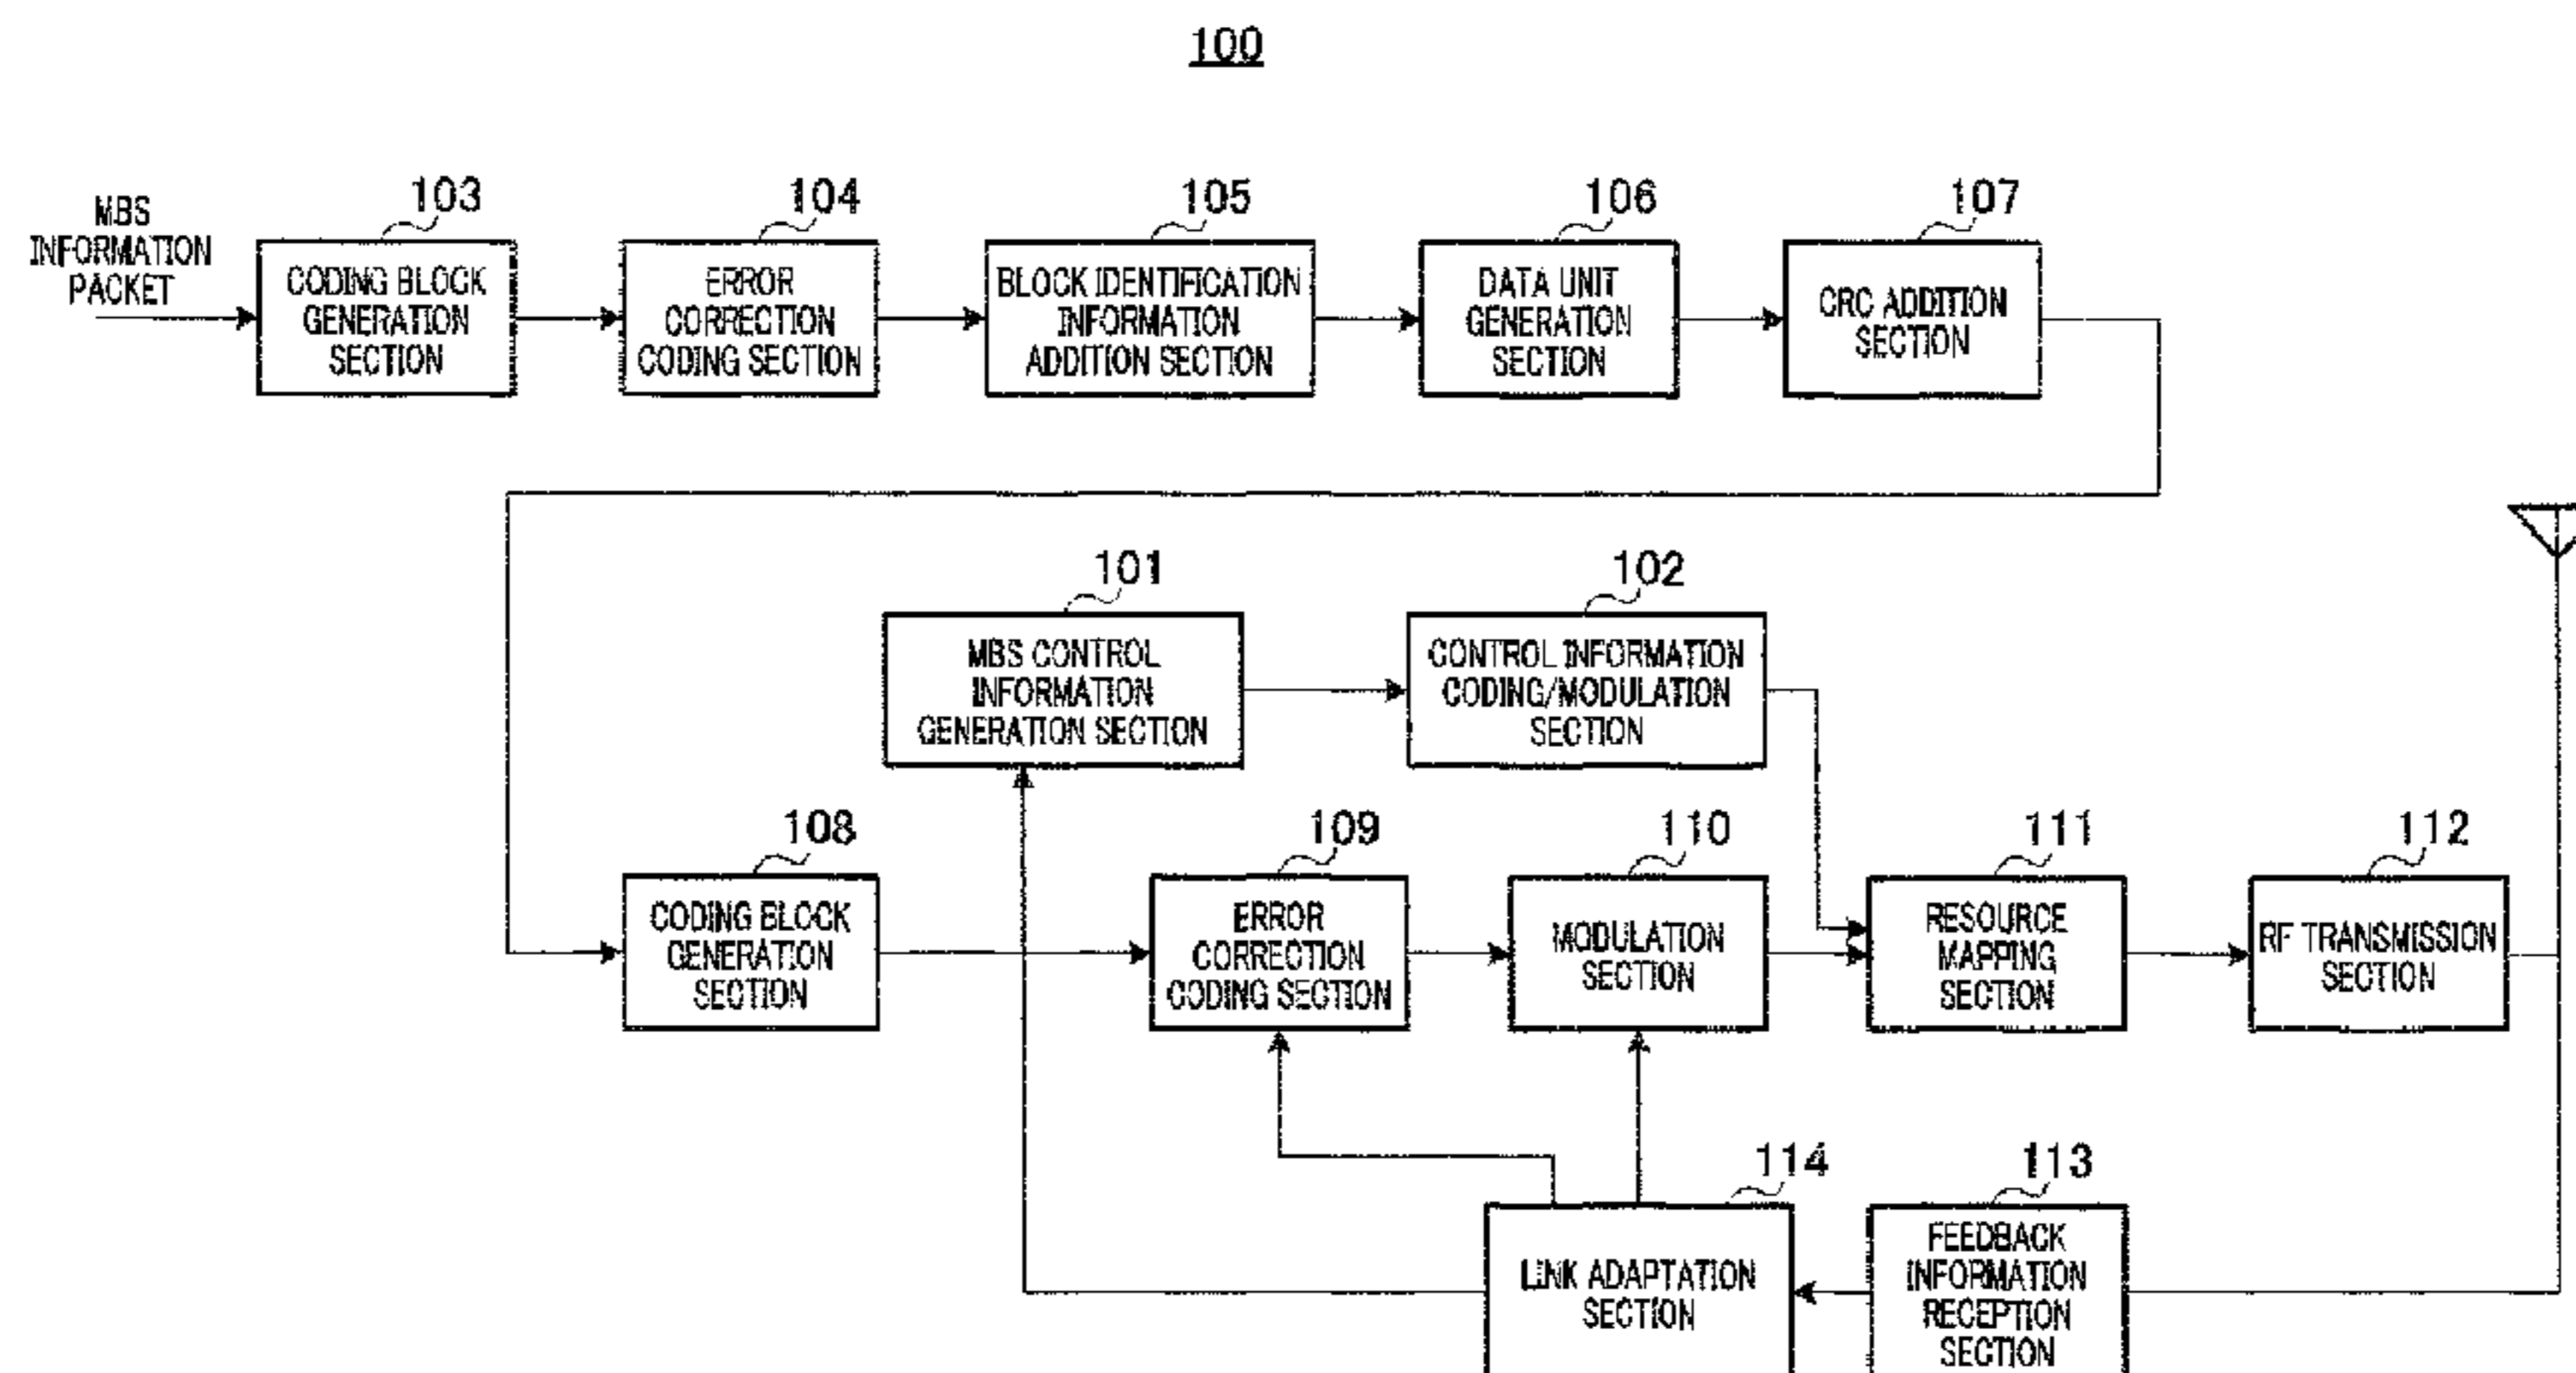 100
MBS
INFORMATION
PACKET
103
CODING BLOCK
GENERATION
SECTION
104
ERROR
CORRECTION
CODING SECTION
105
BLOCK IDENTIFICATION
INFORMATION
ADDITION SECTION
106
DATA UNIT
GENERATION
SECTION
107
CRC ADDITION
SECTION
101
MBS CONTROL
INFORMATION
GENERATION SECTION
102
CONTROL INFORMATION
CODING/MODULATION
SECTION
108
CODING BLOCK
GENERATION
SECTION
109
ERROR
CORRECTION
CODING SECTION
110
MODULATION
SECTION
111
RESOURCE
MAPPING
SECTION
112
RF TRANSMISSION
SECTION
114
LINK ADAPTATION
SECTION
113
FEEDBACK
INFORMATION
RECEPTION
SECTION